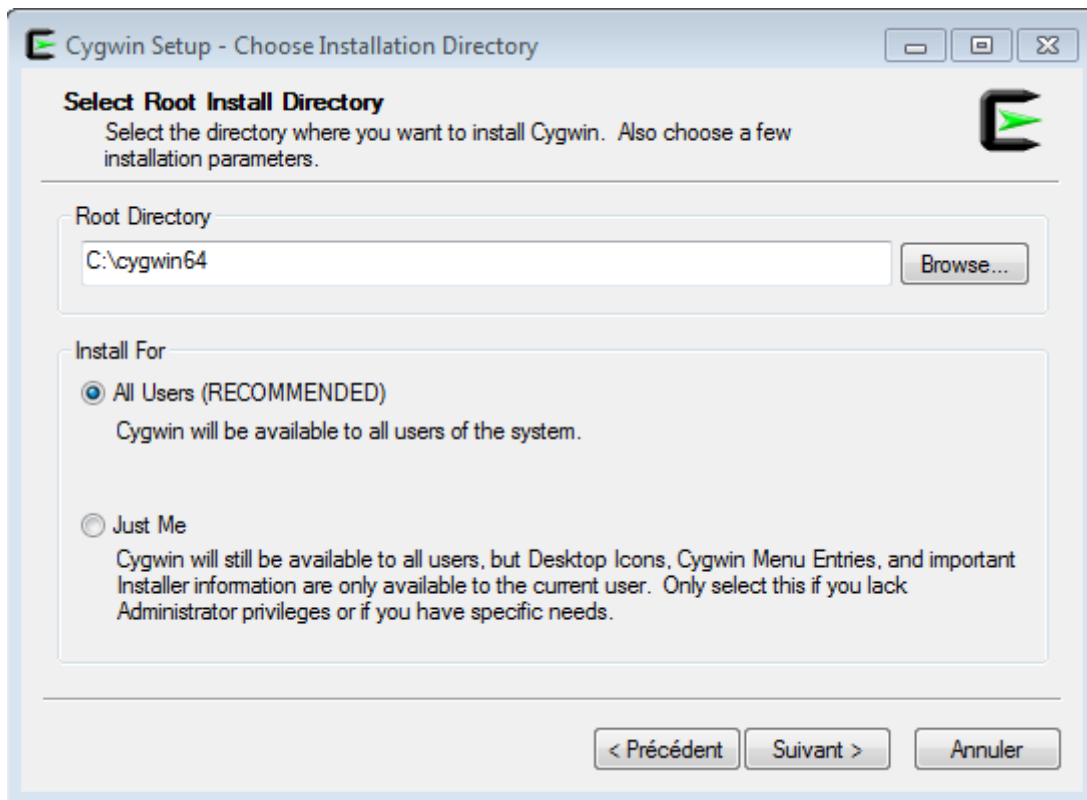 Cygwin Setup - Choose Installation Directory
Select Root Install Directory
Select the directory where you want to install Cygwin. Also choose a few
installation parameters.
Root Directory
C:\cygwin64
Browse...
Install For
All Users (RECOMMENDED)
Cygwin will be available to all users of the system.
Just Me
Cygwin will still be available to all users, but Desktop Icons, Cygwin Menu Entries, and important
Installer information are only available to the current user. Only select this if you lack
Administrator privileges or if you have specific needs.
< Précédent
Suivant >
Annuler